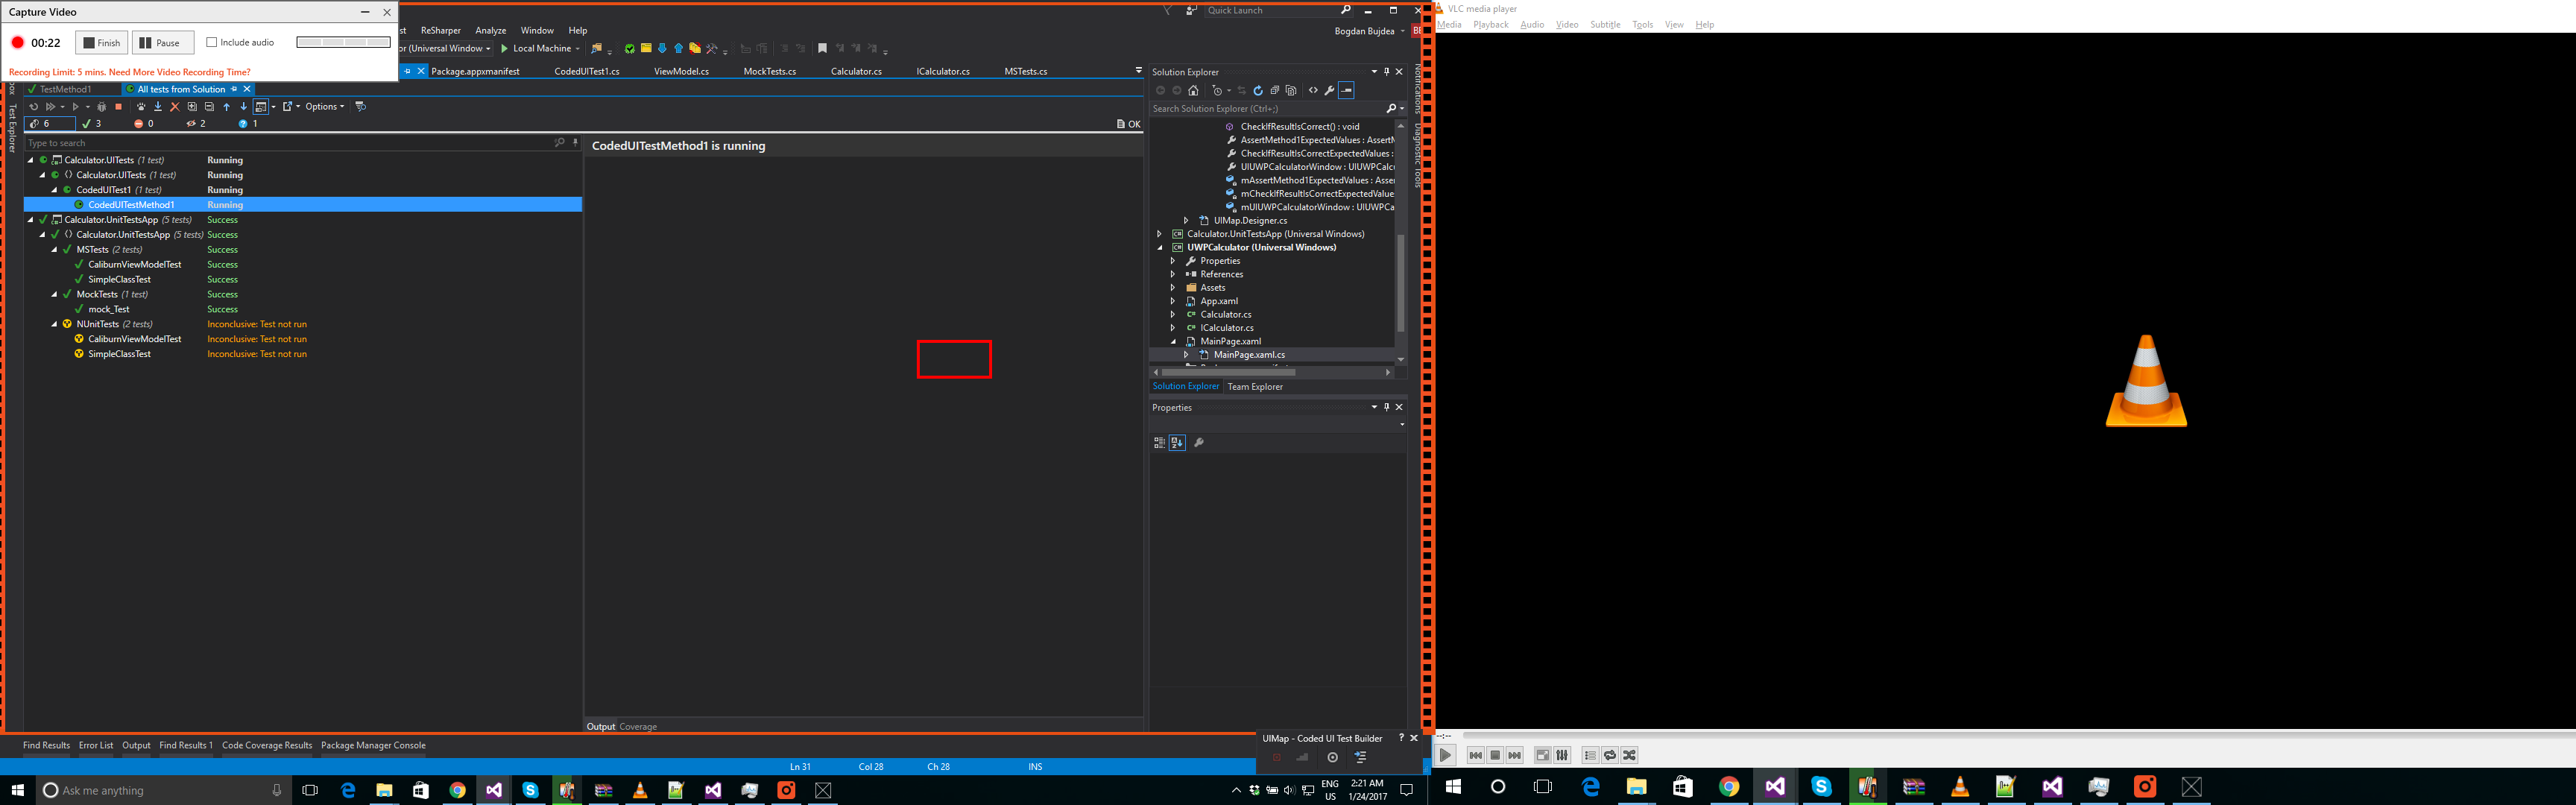 Capture Video
00:22
Finish
Pause
Include audio
Recording Limit: 5 mins. Need More Video Recording Time?
ReSharper Analyze Window Help
Quick Launch
Bogdan Bujdea
(Universal Window
Local Machine
Package.appxmanifest CodedUITest1.cs ViewModel.cs MockTests.cs Calculator.cs ICalculator.cs MSTests.cs
Test Explorer
TestMethod1
All tests from Solution
Options
6 3 0 2 1
OK
Type to search
Calculator.UITests (1 test) Running
Calculator.UITests (1 test) Running
CodedUITest1 (1 test) Running
CodedUITestMethod1 Running
Calculator.UnitTestsApp (5 tests) Success
Calculator.UnitTestsApp (5 tests) Success
MSTests (2 tests) Success
CaliburnViewModelTest Success
SimpleClassTest Success
MockTests (1 test) Success
mock_Test Success
NUnitTests (2 tests) Inconclusive: Test not run
CaliburnViewModelTest Inconclusive: Test not run
SimpleClassTest Inconclusive: Test not run
CodedUITestMethod1 is running
Output Coverage
Solution Explorer
Search Solution Explorer (Ctrl+;)
CheckIfResultIsCorrect() : void
AssertMethod1ExpectedValues : AssertM
CheckIfResultIsCorrectExpectedValues :
UIUWPCalculatorWindow : UIUWPCalc
mAssertMethod1ExpectedValues : Asser
mCheckIfResultIsCorrectExpectedValue
mUIUWPCalculatorWindow : UIUWPCa
UIMap.Designer.cs
Calculator.UnitTestsApp (Universal Windows)
UWPCalculator (Universal Windows)
Properties
References
Assets
App.xaml
Calculator.cs
ICalculator.cs
MainPage.xaml
MainPage.xaml.cs
Solution Explorer Team Explorer
Properties
Notifications
Diagnostic Tools
Find Results Error List Output Find Results 1 Code Coverage Results Package Manager Console
UIMap - Coded UI Test Builder
Ln 31 Col 28 Ch 28 INS
Ask me anything
ENG
US
2:21 AM
1/24/2017
VLC media player
Media Playback Audio Video Subtitle Tools View Help
--:--